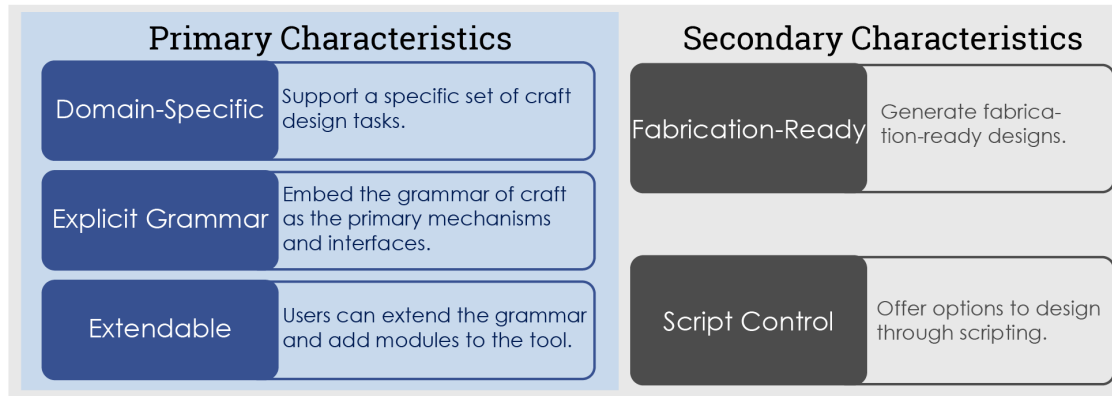 Primary Characteristics
Domain-Specific
Support a specific set of craft
design tasks.
Explicit Grammar
Embed the grammar of craft
as the primary mechanisms
and interfaces.
Extendable
Users can extend the grammar
and add modules to the tool.
Secondary Characteristics
Fabrication-Ready
Generate fabrica-
tion-ready designs.
Script Control
Offer options to design
through scripting.